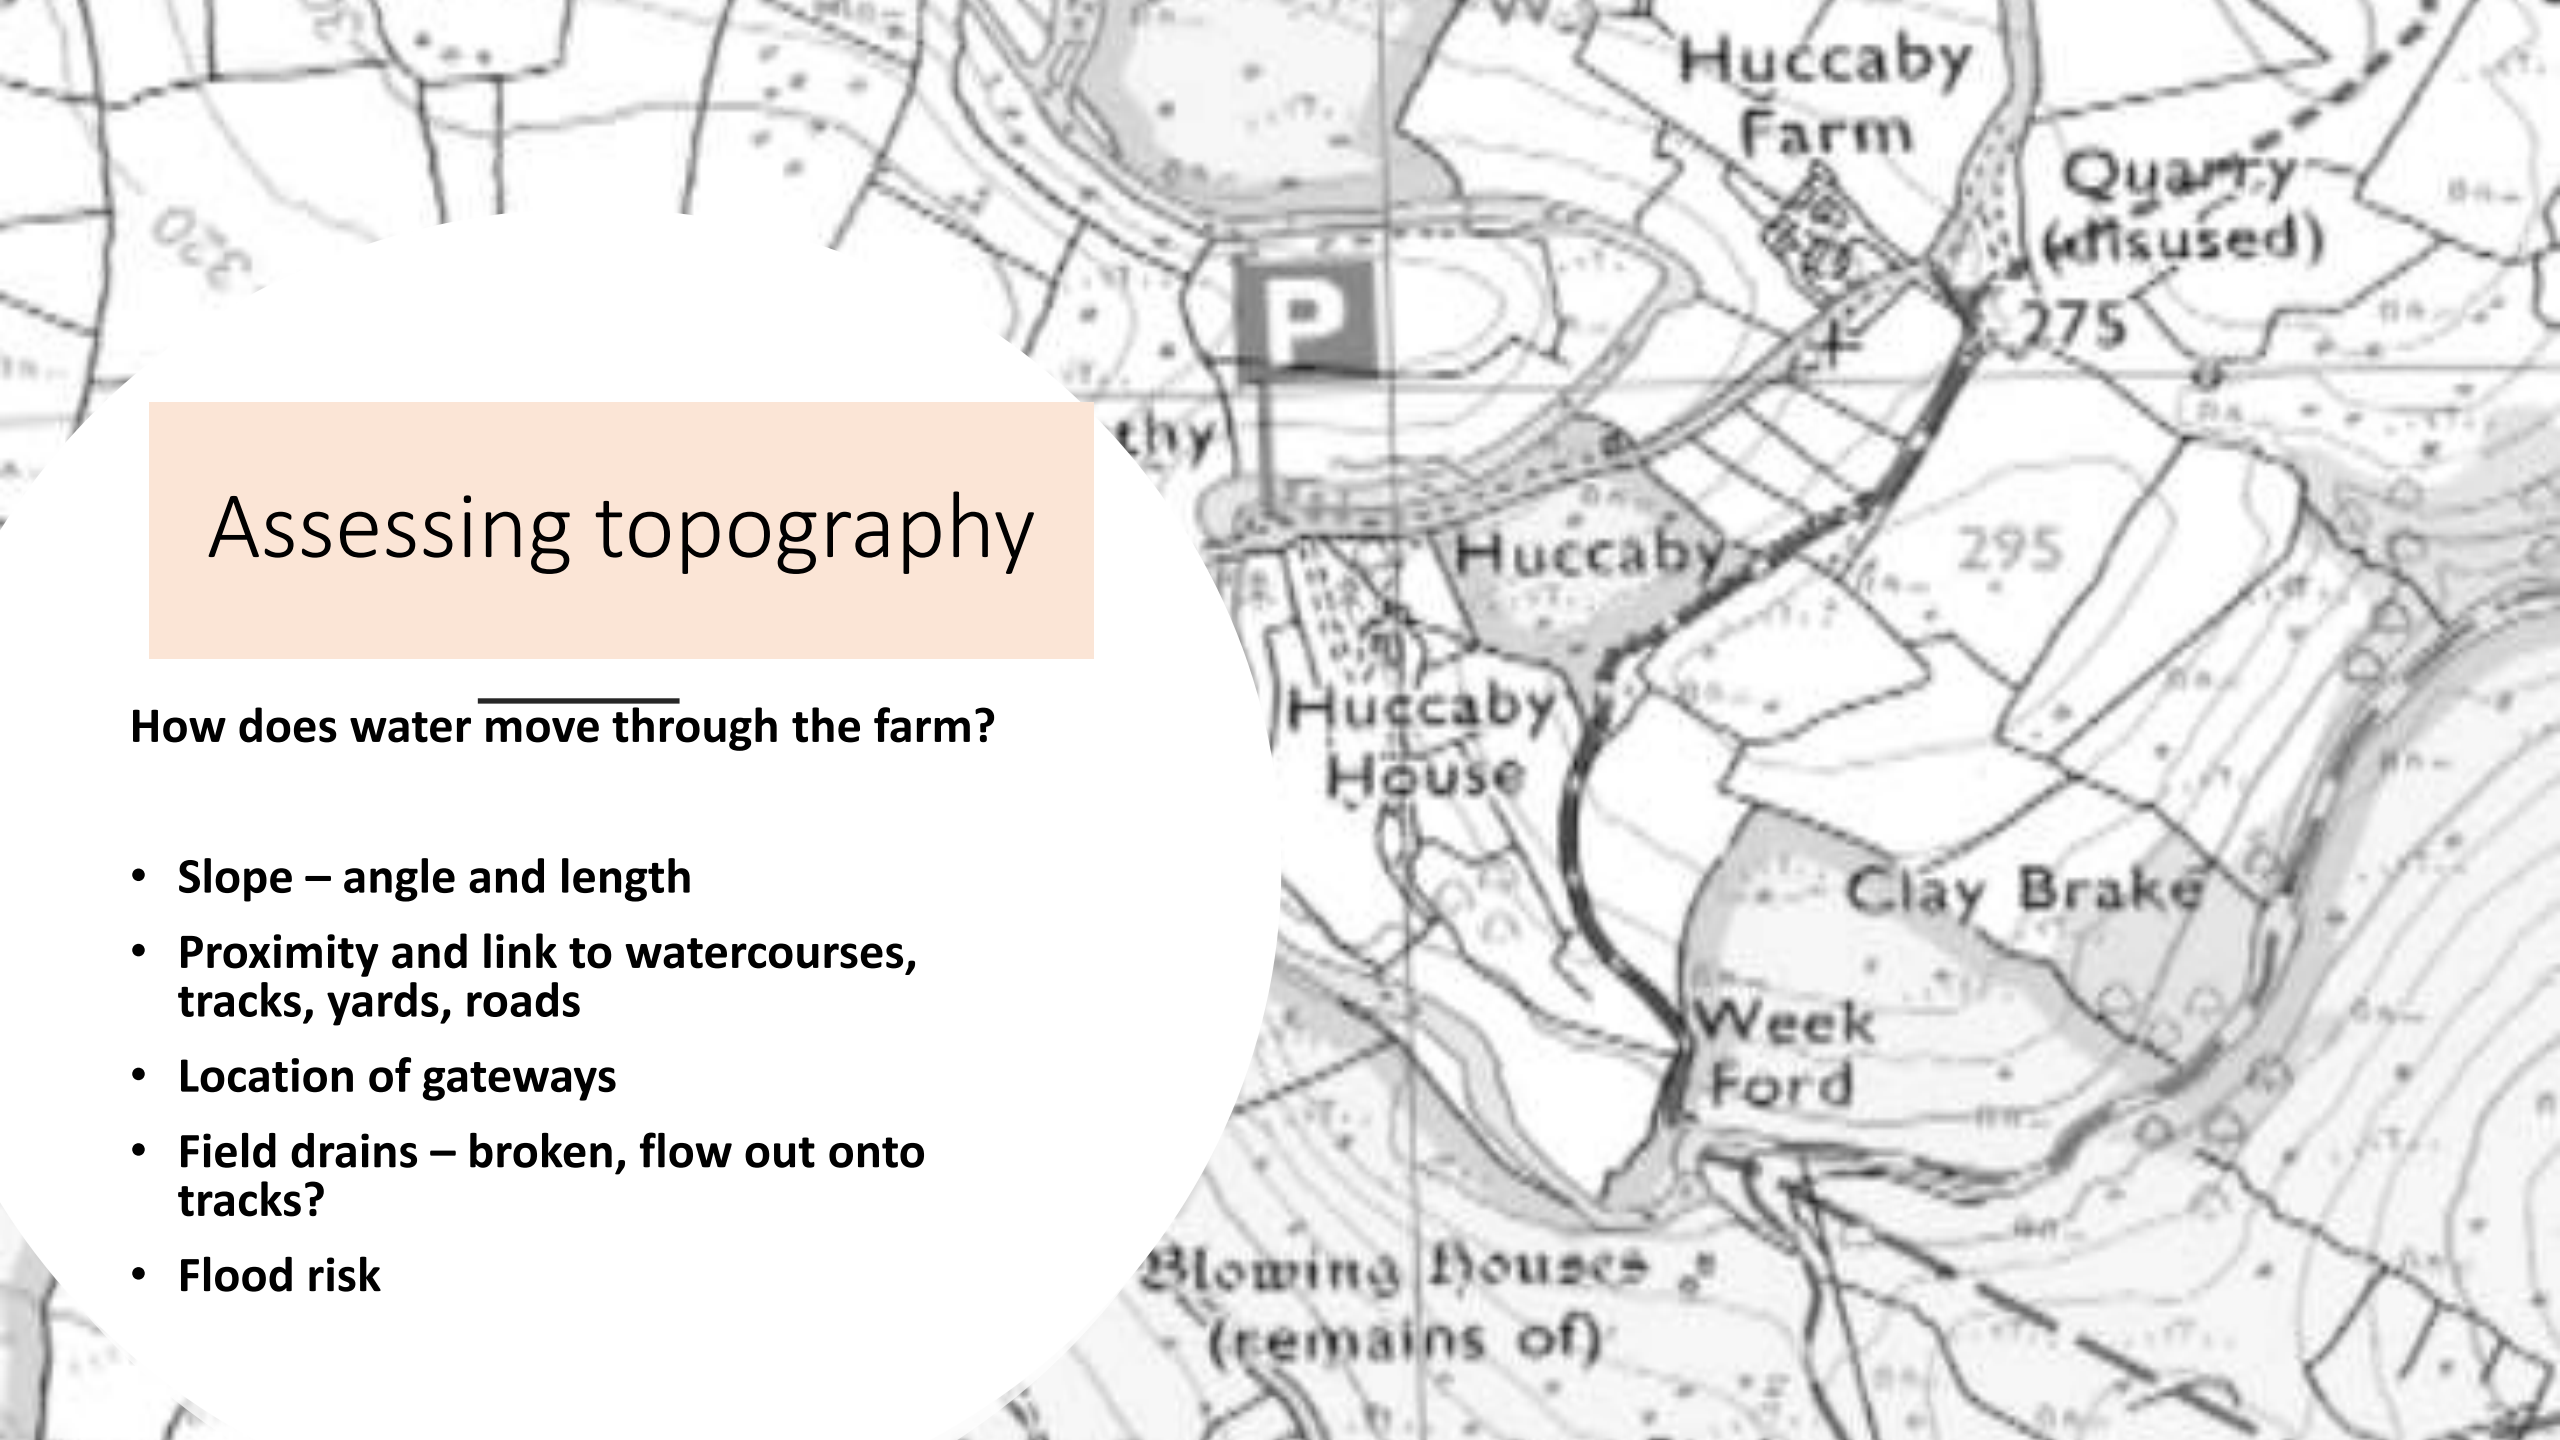 Assessing topography
How does water move through the farm?
• Slope – angle and length
• Proximity and link to watercourses,
tracks, yards, roads
• Location of gateways
• Field drains – broken, flow out onto
tracks?
• Flood risk
320
Huccaby
Farm
Quarry
(disused)
P
275
thy
Huccaby
295
Huccaby
House
Clay Brake
Week
Ford
Blowing Houses
(remains of)